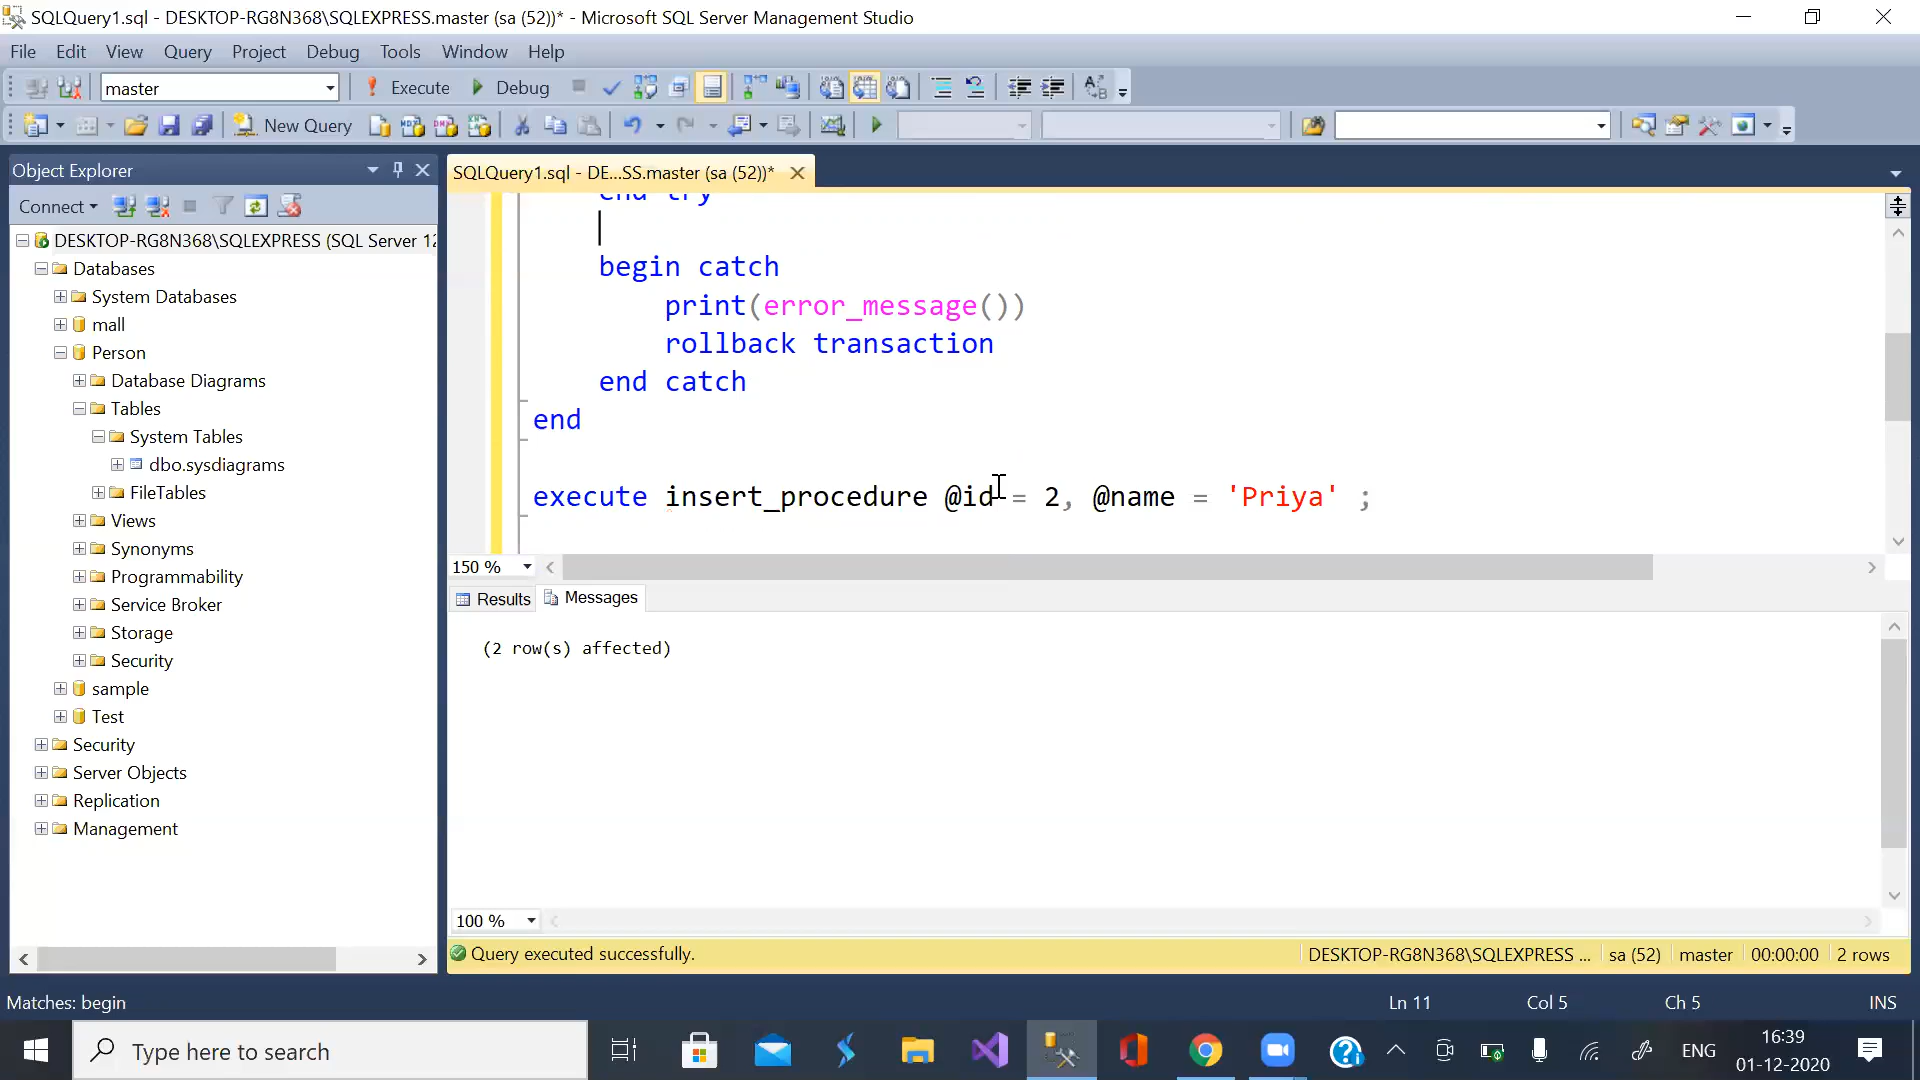 SQLQuery1.sql - DESKTOP-RG8N368\SQLEXPRESS.master (sa (52))* - Microsoft SQL Server Management Studio
File Edit View Query Project Debug Tools Window Help
master Execute Debug
New Query
Object Explorer
Connect
DESKTOP-RG8N368\SQLEXPRESS (SQL Server 12
Databases
System Databases
mall
Person
Database Diagrams
Tables
System Tables
dbo.sysdiagrams
FileTables
Views
Synonyms
Programmability
Service Broker
Storage
Security
sample
Test
Security
Server Objects
Replication
Management
SQLQuery1.sql - DE...SS.master (sa (52))*
end try
begin catch
print(error_message())
rollback transaction
end catch
end
execute insert_procedure @id = 2, @name = 'Priya' ;
150 %
Results Messages
(2 row(s) affected)
100 %
Query executed successfully. DESKTOP-RG8N368\SQLEXPRESS ... sa (52) master 00:00:00 2 rows
Matches: begin Ln 11 Col 5 Ch 5 INS
Type here to search
ENG
16:39
01-12-2020